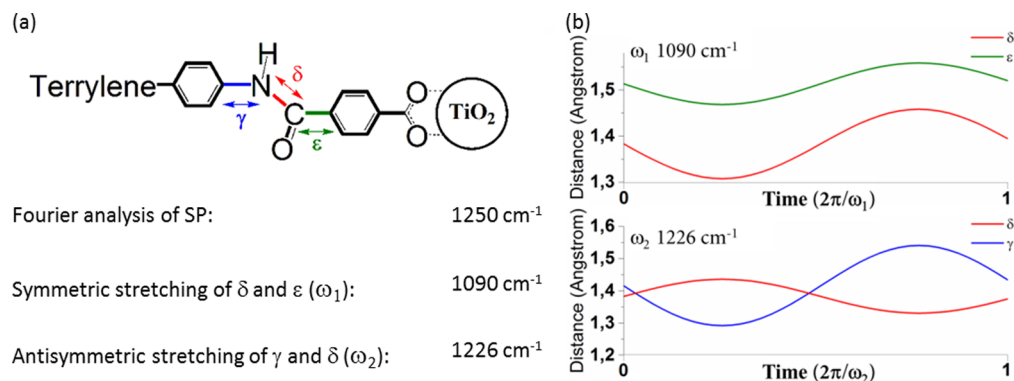 (a)
H
Terrylene
N
δ
γ
C
O
ε
O
O
TiO2
Fourier analysis of SP: 1250 cm-1
Symmetric stretching of δ and ε (ω1): 1090 cm-1
Antisymmetric stretching of γ and δ (ω2): 1226 cm-1
(b)
Distance (Angstrom)
ω1 1090 cm-1
δ
ε
1,5
1,4
1,3
0
Time (2π/ω1)
1
Distance (Angstrom)
ω2 1226 cm-1
δ
γ
1,6
1,5
1,4
1,3
1,2
0
Time (2π/ω2)
1